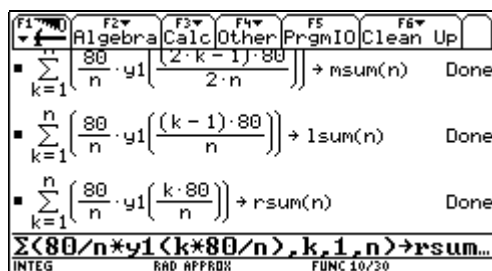 F1 F2 F3 F4 F5 F6
Algebra Calc Other PrgmIO Clean Up
▪ Σ(k=1, n) (80/n · y1((2·k − 1)·80 / 2·n)) → msum(n) Done
▪ Σ(k=1, n) (80/n · y1((k − 1)·80 / n)) → lsum(n) Done
▪ Σ(k=1, n) (80/n · y1(k·80 / n)) → rsum(n) Done
Σ(80/n*y1(k*80/n),k,1,n)→rsum…
INTEG RAD APPROX FUNC 10/30